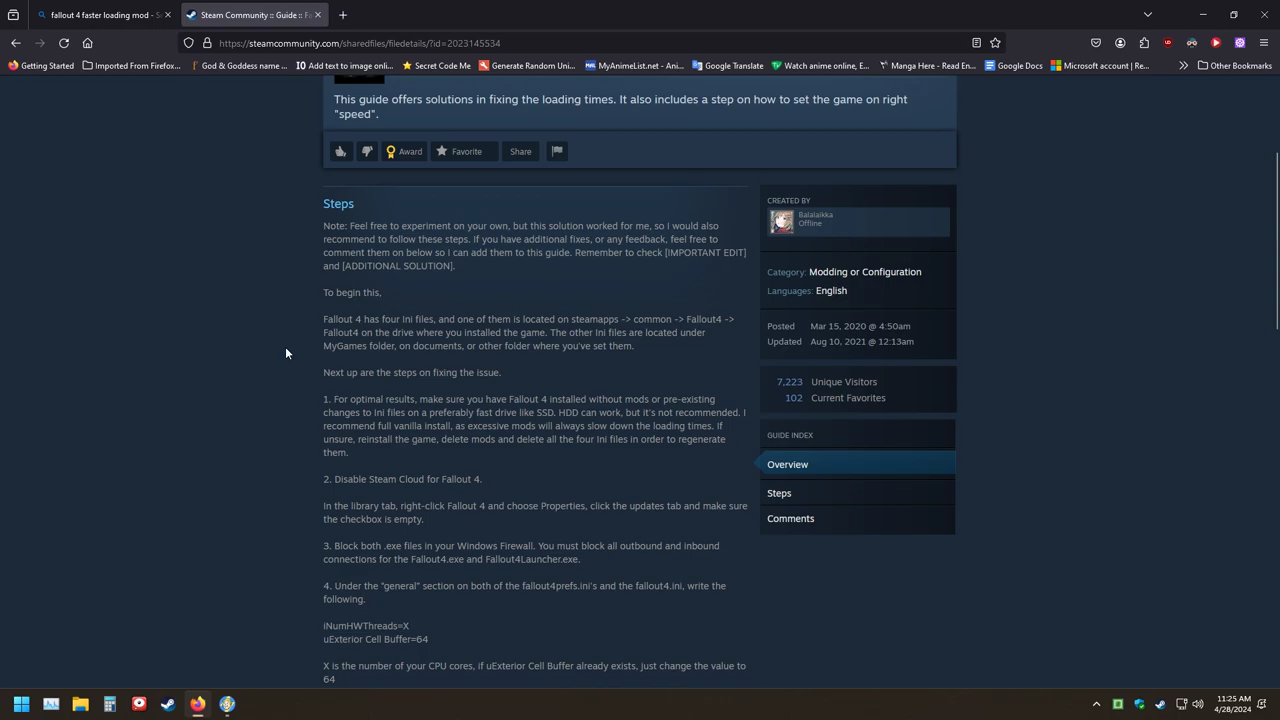 fallout 4 faster loading mod - S
Steam Community :: Guide :: Fa
https://steamcommunity.com/sharedfiles/filedetails/?id=2023145534
Getting Started
Imported From Firefox...
God & Goddess name ...
Add text to image onlin...
Secret Code Me
Generate Random Uni...
MyAnimeList.net - Ani...
Google Translate
Watch anime online, E...
Manga Here - Read En...
Google Docs
Microsoft account | Re...
Other Bookmarks
This guide offers solutions in fixing the loading times. It also includes a step on how to set the game on right
"speed".
Award
Favorite
Share
Steps
Note: Feel free to experiment on your own, but this solution worked for me, so I would also
recommend to follow these steps. If you have additional fixes, or any feedback, feel free to
comment them on below so I can add them to this guide. Remember to check [IMPORTANT EDIT]
and [ADDITIONAL SOLUTION].
To begin this,
Fallout 4 has four Ini files, and one of them is located on steamapps -> common -> Fallout4 ->
Fallout4 on the drive where you installed the game. The other Ini files are located under
MyGames folder, on documents, or other folder where you've set them.
Next up are the steps on fixing the issue.
1. For optimal results, make sure you have Fallout 4 installed without mods or pre-existing
changes to Ini files on a preferably fast drive like SSD. HDD can work, but it's not recommended. I
recommend full vanilla install, as excessive mods will always slow down the loading times. If
unsure, reinstall the game, delete mods and delete all the four Ini files in order to regenerate
them.
2. Disable Steam Cloud for Fallout 4.
In the library tab, right-click Fallout 4 and choose Properties, click the updates tab and make sure
the checkbox is empty.
3. Block both .exe files in your Windows Firewall. You must block all outbound and inbound
connections for the Fallout4.exe and Fallout4Launcher.exe.
4. Under the "general" section on both of the fallout4prefs.ini's and the fallout4.ini, write the
following.
iNumHWThreads=X
uExterior Cell Buffer=64
X is the number of your CPU cores, if uExterior Cell Buffer already exists, just change the value to
64
CREATED BY
Balalaikka
Offline
Category: Modding or Configuration
Languages: English
Posted Mar 15, 2020 @ 4:50am
Updated Aug 10, 2021 @ 12:13am
7,223 Unique Visitors
102 Current Favorites
GUIDE INDEX
Overview
Steps
Comments
11:25 AM
4/28/2024